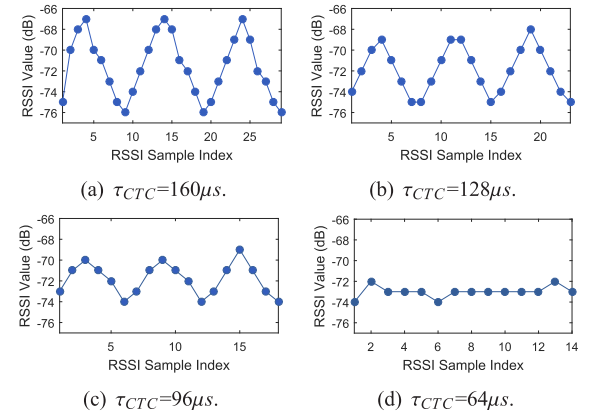 -66
-68
-70
-72
-74
-76
RSSI Value (dB)
5 10 15 20 25
RSSI Sample Index
(a) τCTC=160μs.
-66
-68
-70
-72
-74
-76
RSSI Value (dB)
5 10 15 20
RSSI Sample Index
(b) τCTC=128μs.
-66
-68
-70
-72
-74
-76
RSSI Value (dB)
5 10 15
RSSI Sample Index
(c) τCTC=96μs.
-66
-68
-70
-72
-74
-76
RSSI Value (dB)
2 4 6 8 10 12 14
RSSI Sample Index
(d) τCTC=64μs.